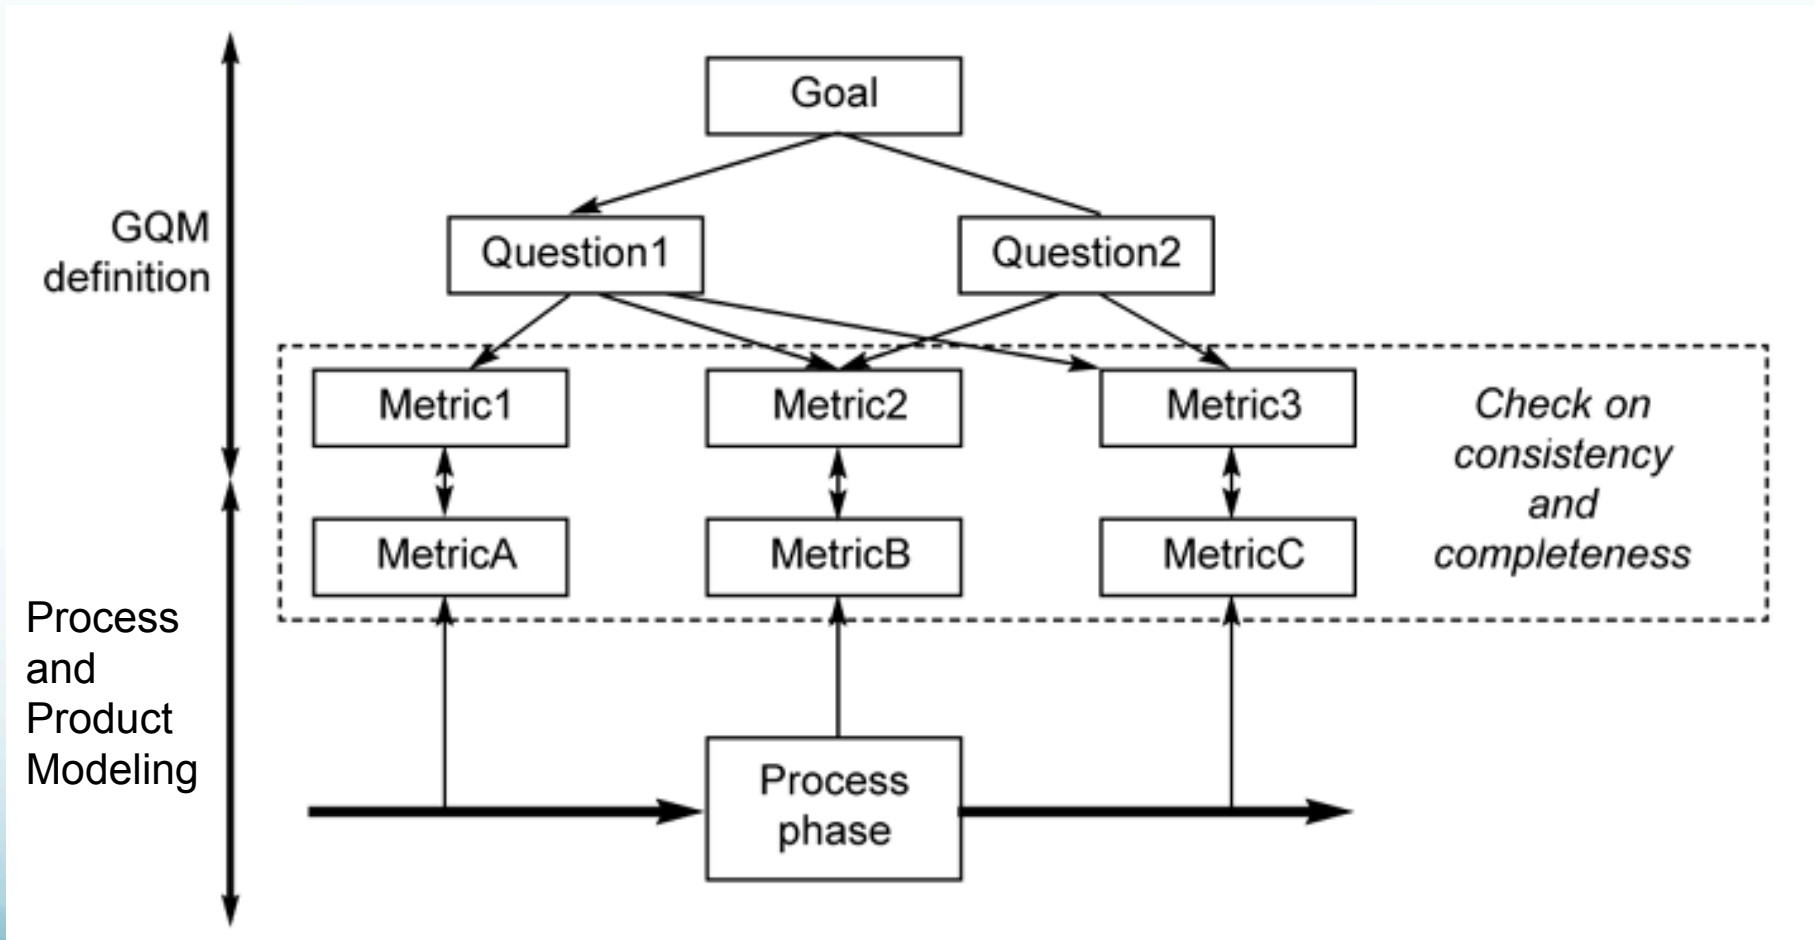 Goal
GQM
definition
Question1
Question2
Metric1
Metric2
Metric3
Check on
consistency
and
completeness
MetricA
MetricB
MetricC
Process
and
Product
Modeling
Process
phase